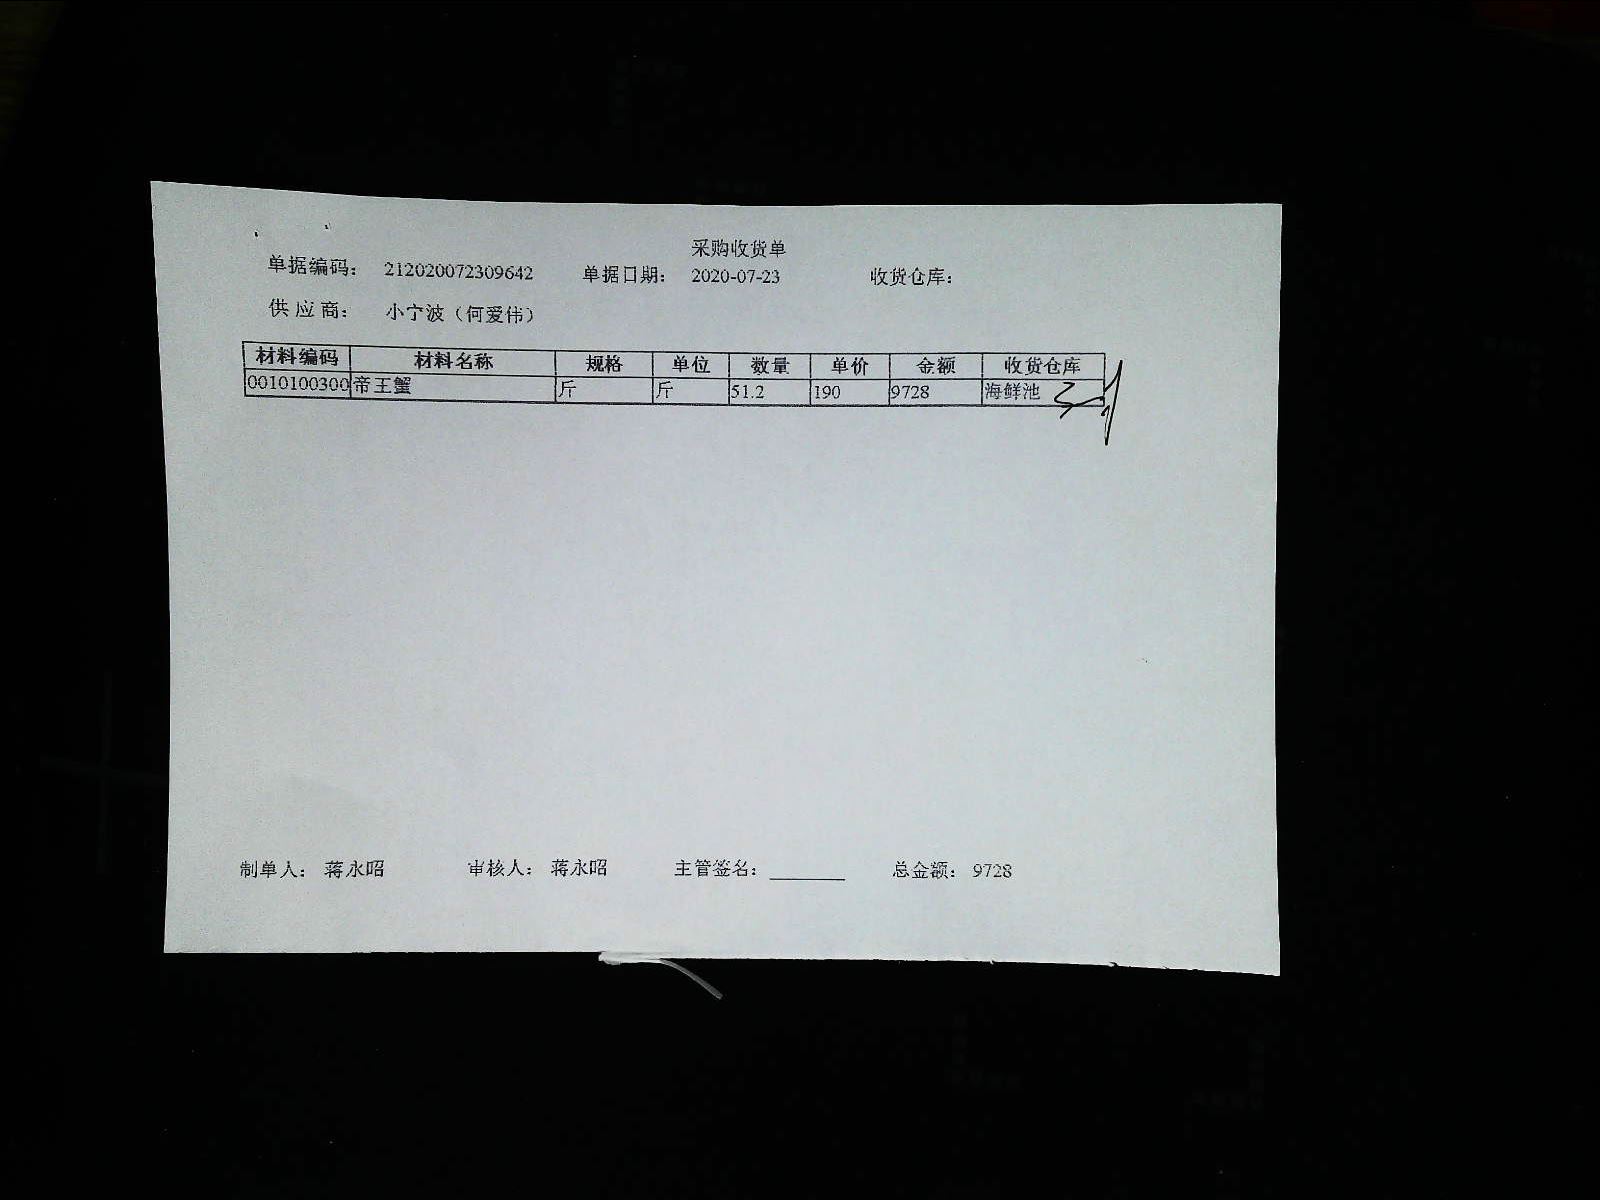 采购收货单
单据编码: 212020072309642 单据日期: 2020-07-23 收货仓库:
供应商: 小宁波（何爱伟）
材料编码 材料名称 规格 单位 数量 单价 金额 收货仓库
0010100300 帝王蟹 斤 斤 51.2 190 9728 海鲜池
制单人: 蒋永昭 审核人: 蒋永昭 主管签名: 总金额: 9728